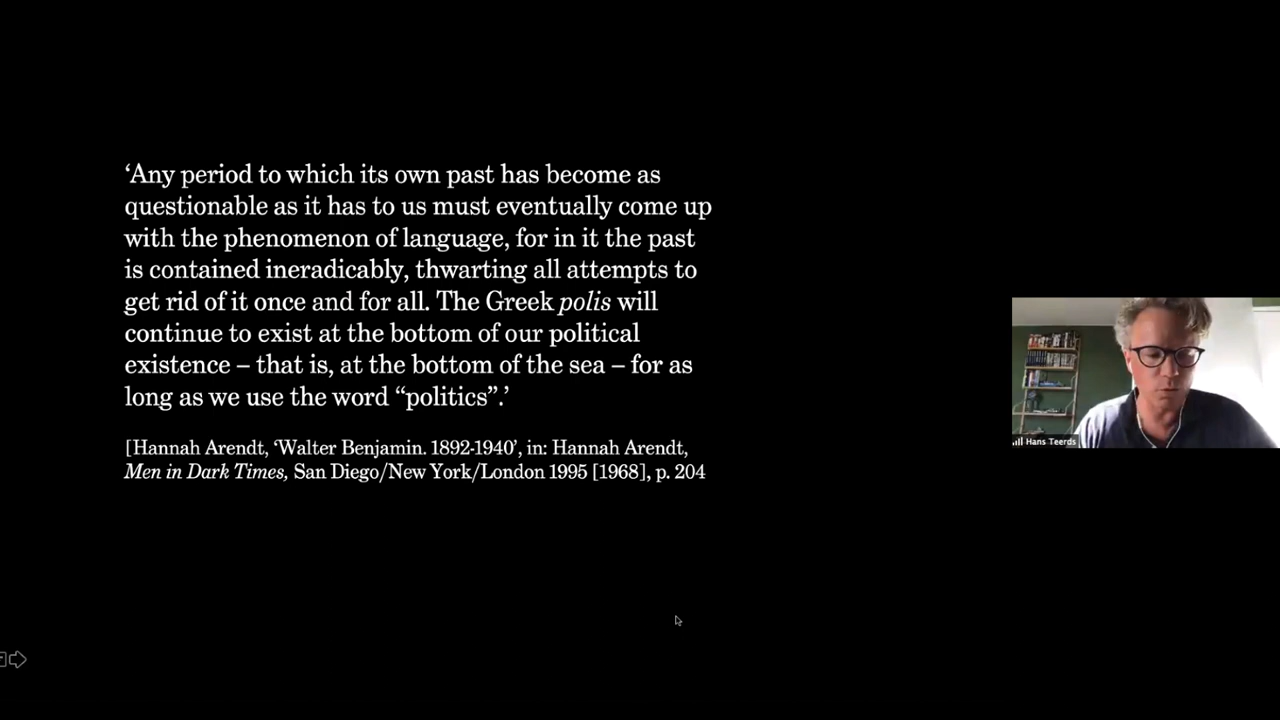 ‘Any period to which its own past has become as
questionable as it has to us must eventually come up
with the phenomenon of language, for in it the past
is contained ineradicably, thwarting all attempts to
get rid of it once and for all. The Greek polis will
continue to exist at the bottom of our political
existence – that is, at the bottom of the sea – for as
long as we use the word “politics”.’
[Hannah Arendt, ‘Walter Benjamin. 1892-1940’, in: Hannah Arendt,
Men in Dark Times, San Diego/New York/London 1995 [1968], p. 204
Hans Teerds